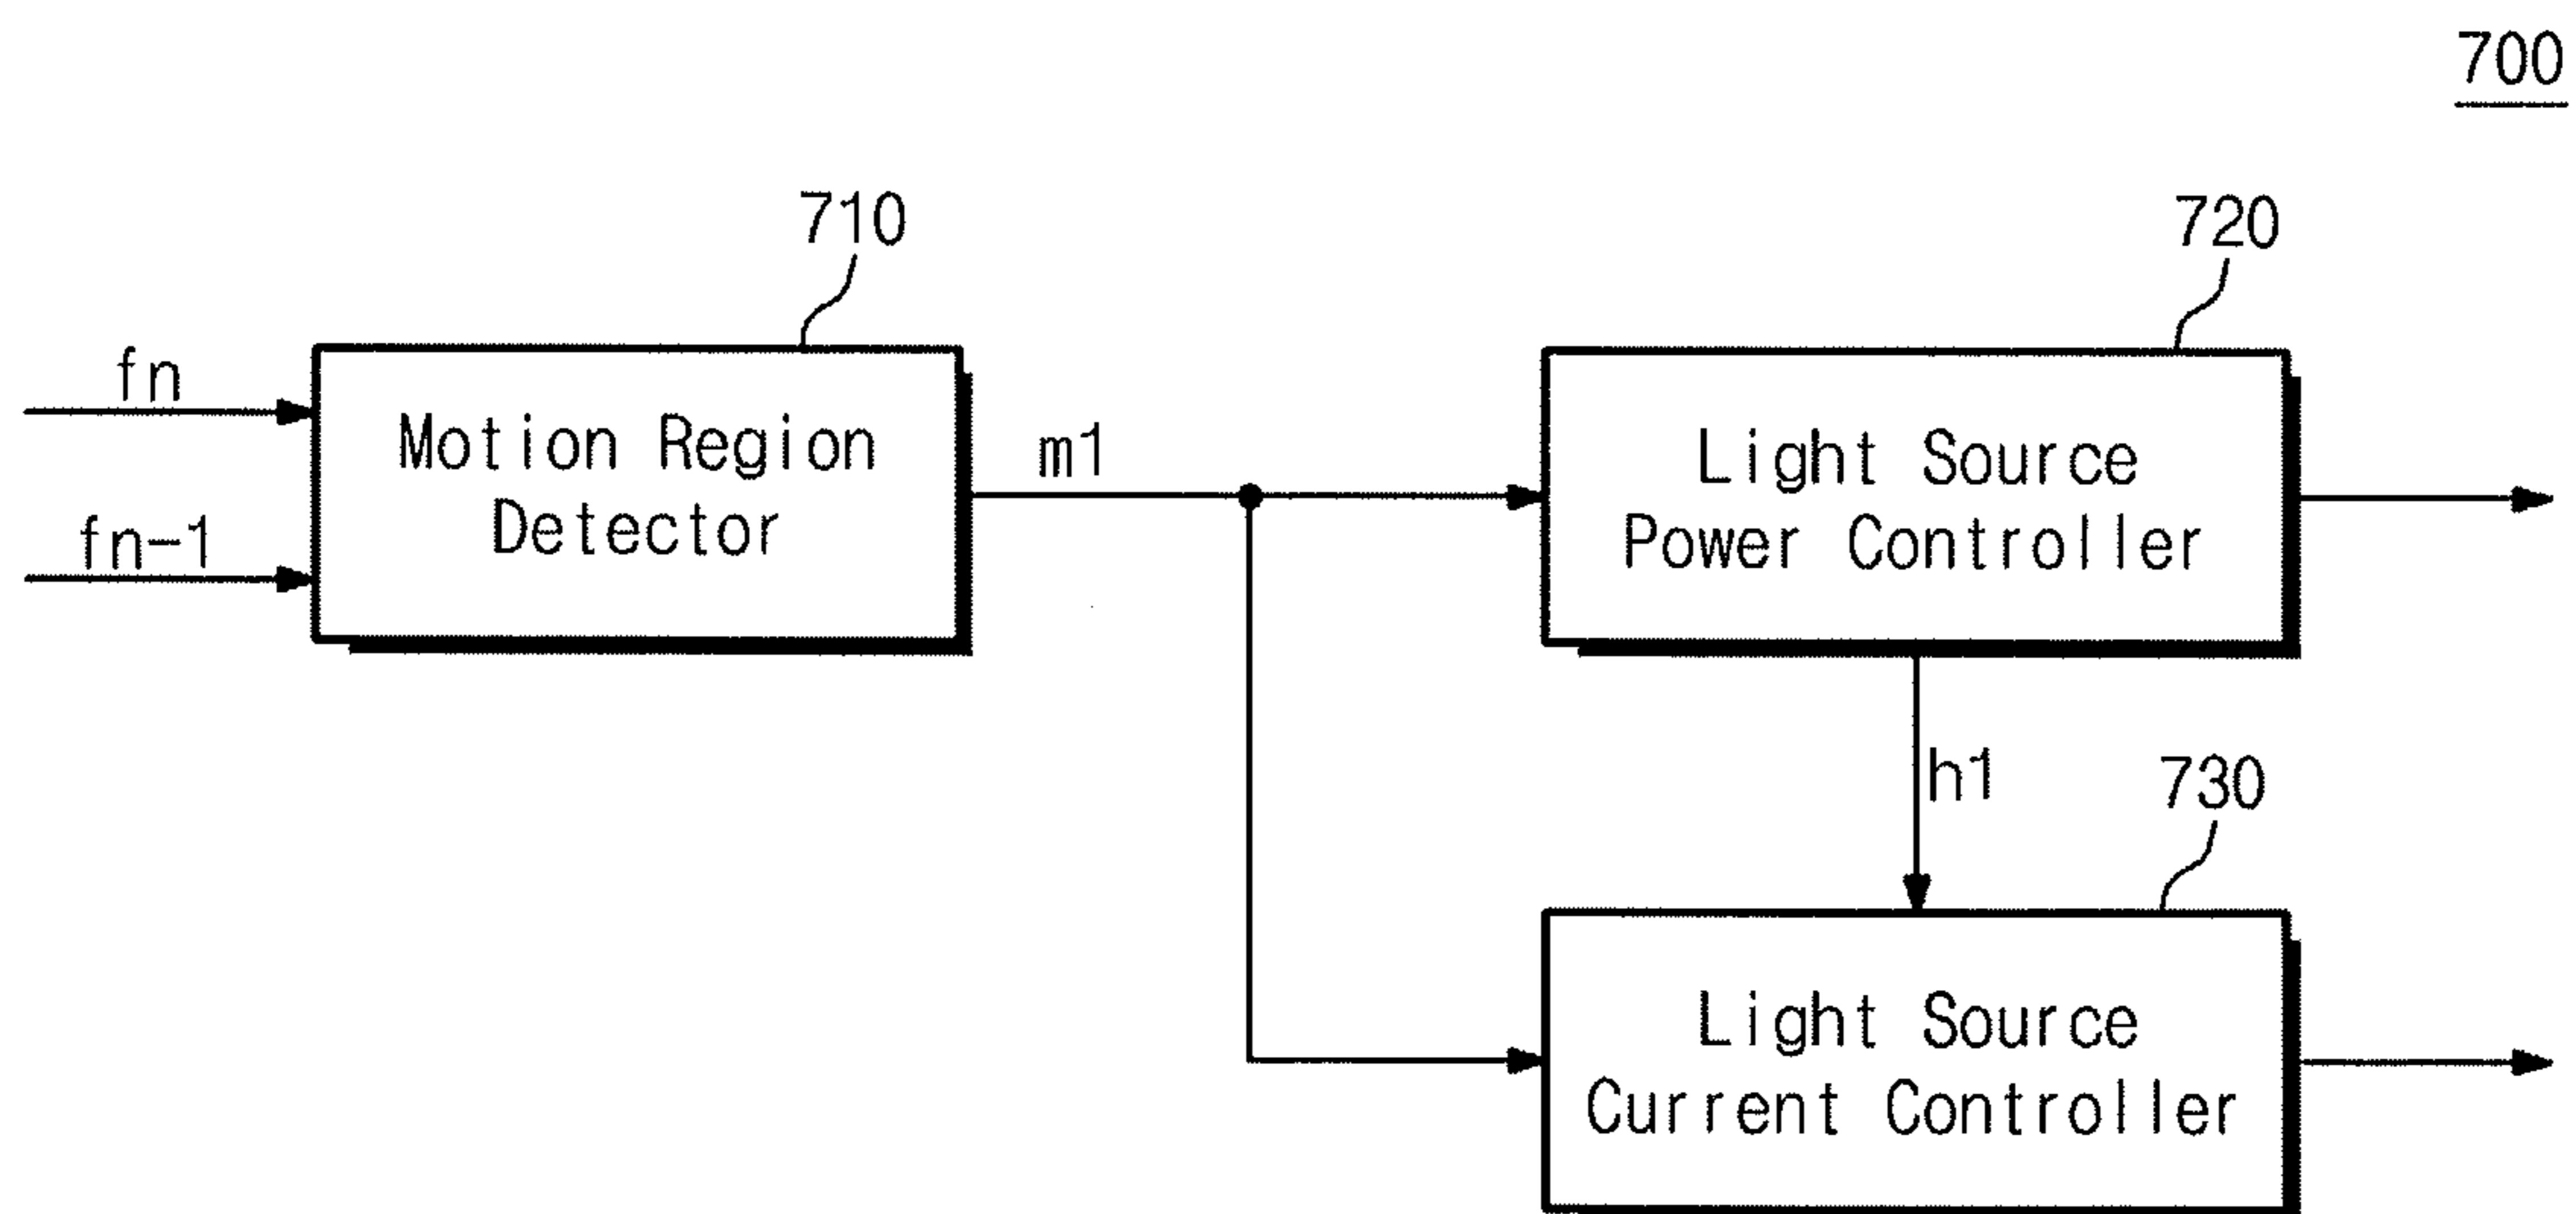 700
710
720
fn
Motion Region
Detector
fn-1
m1
Light Source
Power Controller
h1
730
Light Source
Current Controller